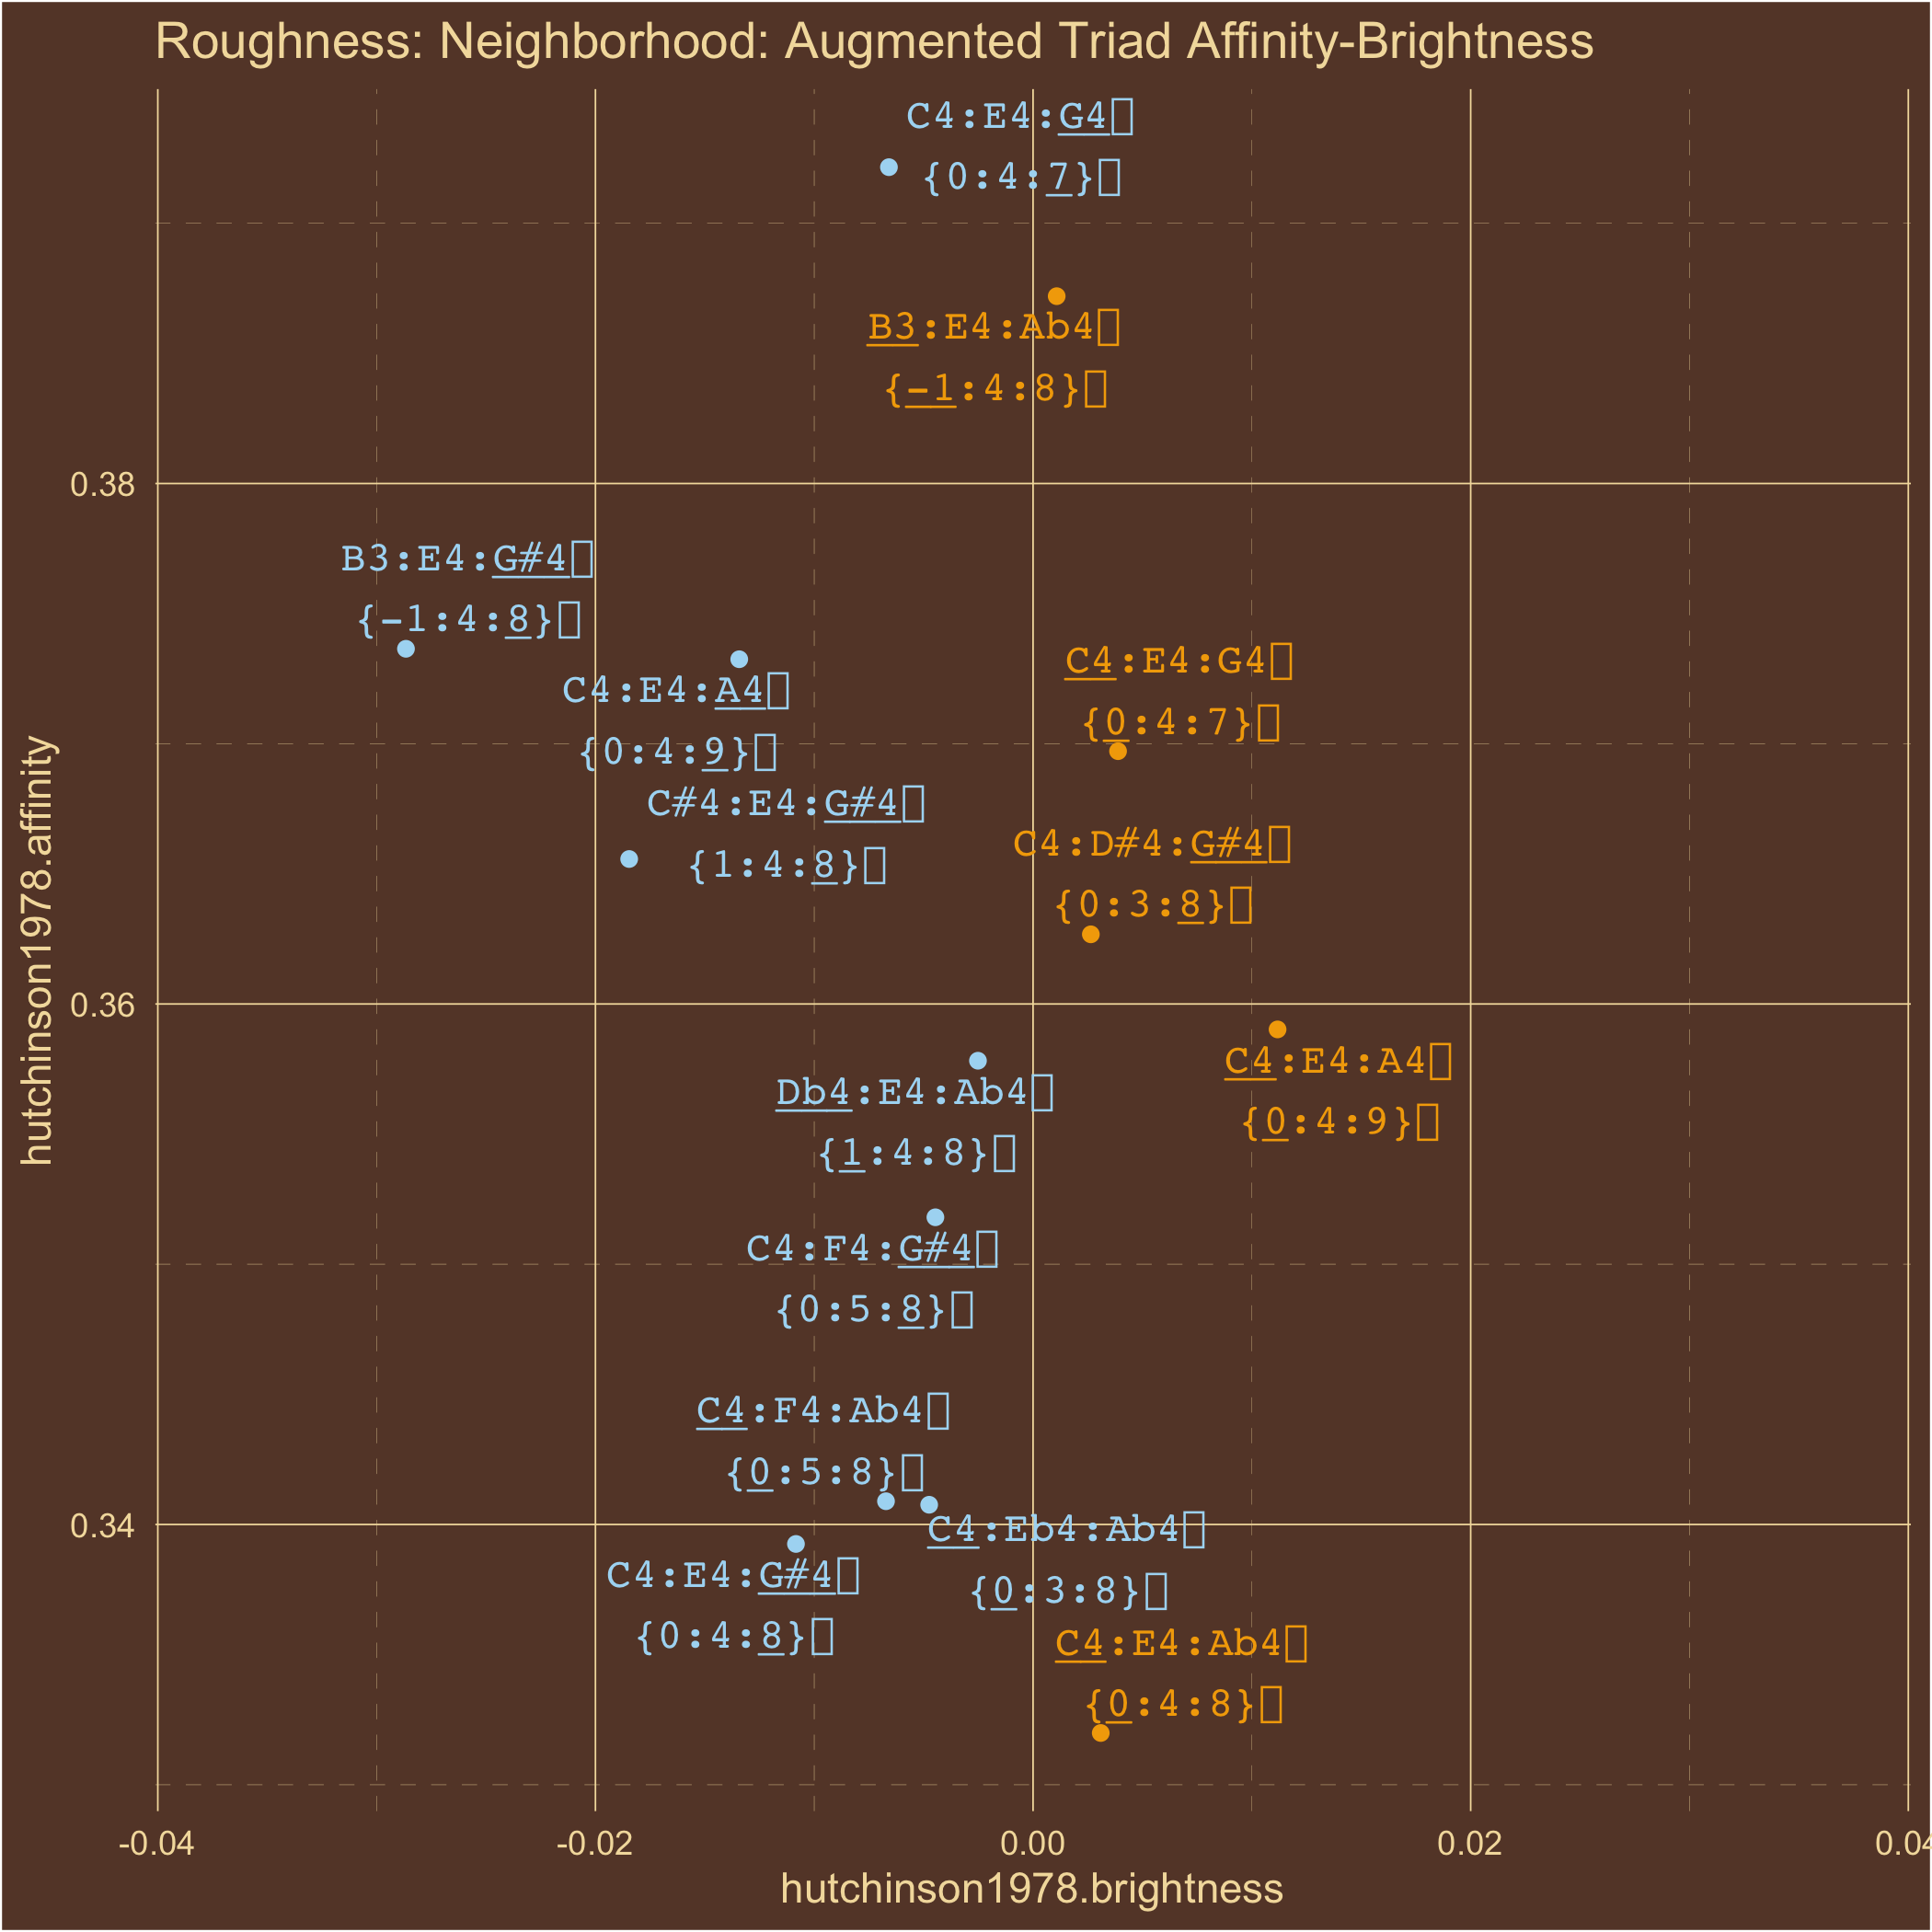 Roughness: Neighborhood: Augmented Triad Affinity-Brightness
C4:E4:G4
{0:4:7}
B3:E4:Ab4
{-1:4:8}
0.38
B3:E4:G#4
{-1:4:8}
C4:E4:A4
{0:4:9}
C4:E4:G4
{0:4:7}
C#4:E4:G#4
{1:4:8}
C4:D#4:G#4
{0:3:8}
0.36
C4:E4:A4
{0:4:9}
Db4:E4:Ab4
{1:4:8}
C4:F4:G#4
{0:5:8}
C4:F4:Ab4
{0:5:8}
0.34
C4:Eb4:Ab4
{0:3:8}
C4:E4:G#4
{0:4:8}
C4:E4:Ab4
{0:4:8}
-0.04
-0.02
0.00
0.02
0.04
hutchinson1978.brightness
hutchinson1978.affinity